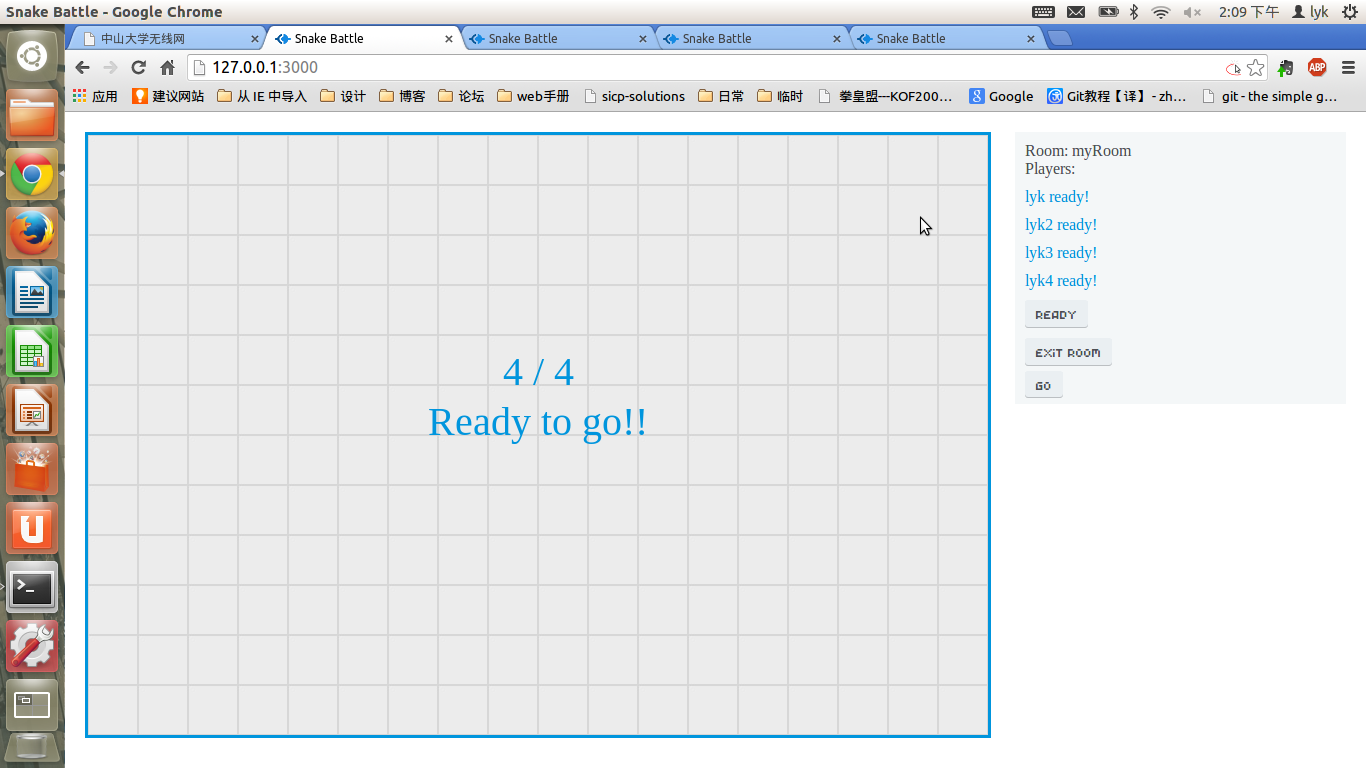 Snake Battle - Google Chrome
2:09 下午
lyk
中山大学无线网
Snake Battle
Snake Battle
Snake Battle
Snake Battle
127.0.0.1:3000
ABP
应用
建议网站
从 IE 中导入
设计
博客
论坛
web手册
sicp-solutions
日常
临时
拳皇盟---KOF200...
Google
Git教程【译】- zh...
git - the simple g...
Room: myRoom
Players:
lyk ready!
lyk2 ready!
lyk3 ready!
lyk4 ready!
READY
EXIT ROOM
GO
4 / 4
Ready to go!!